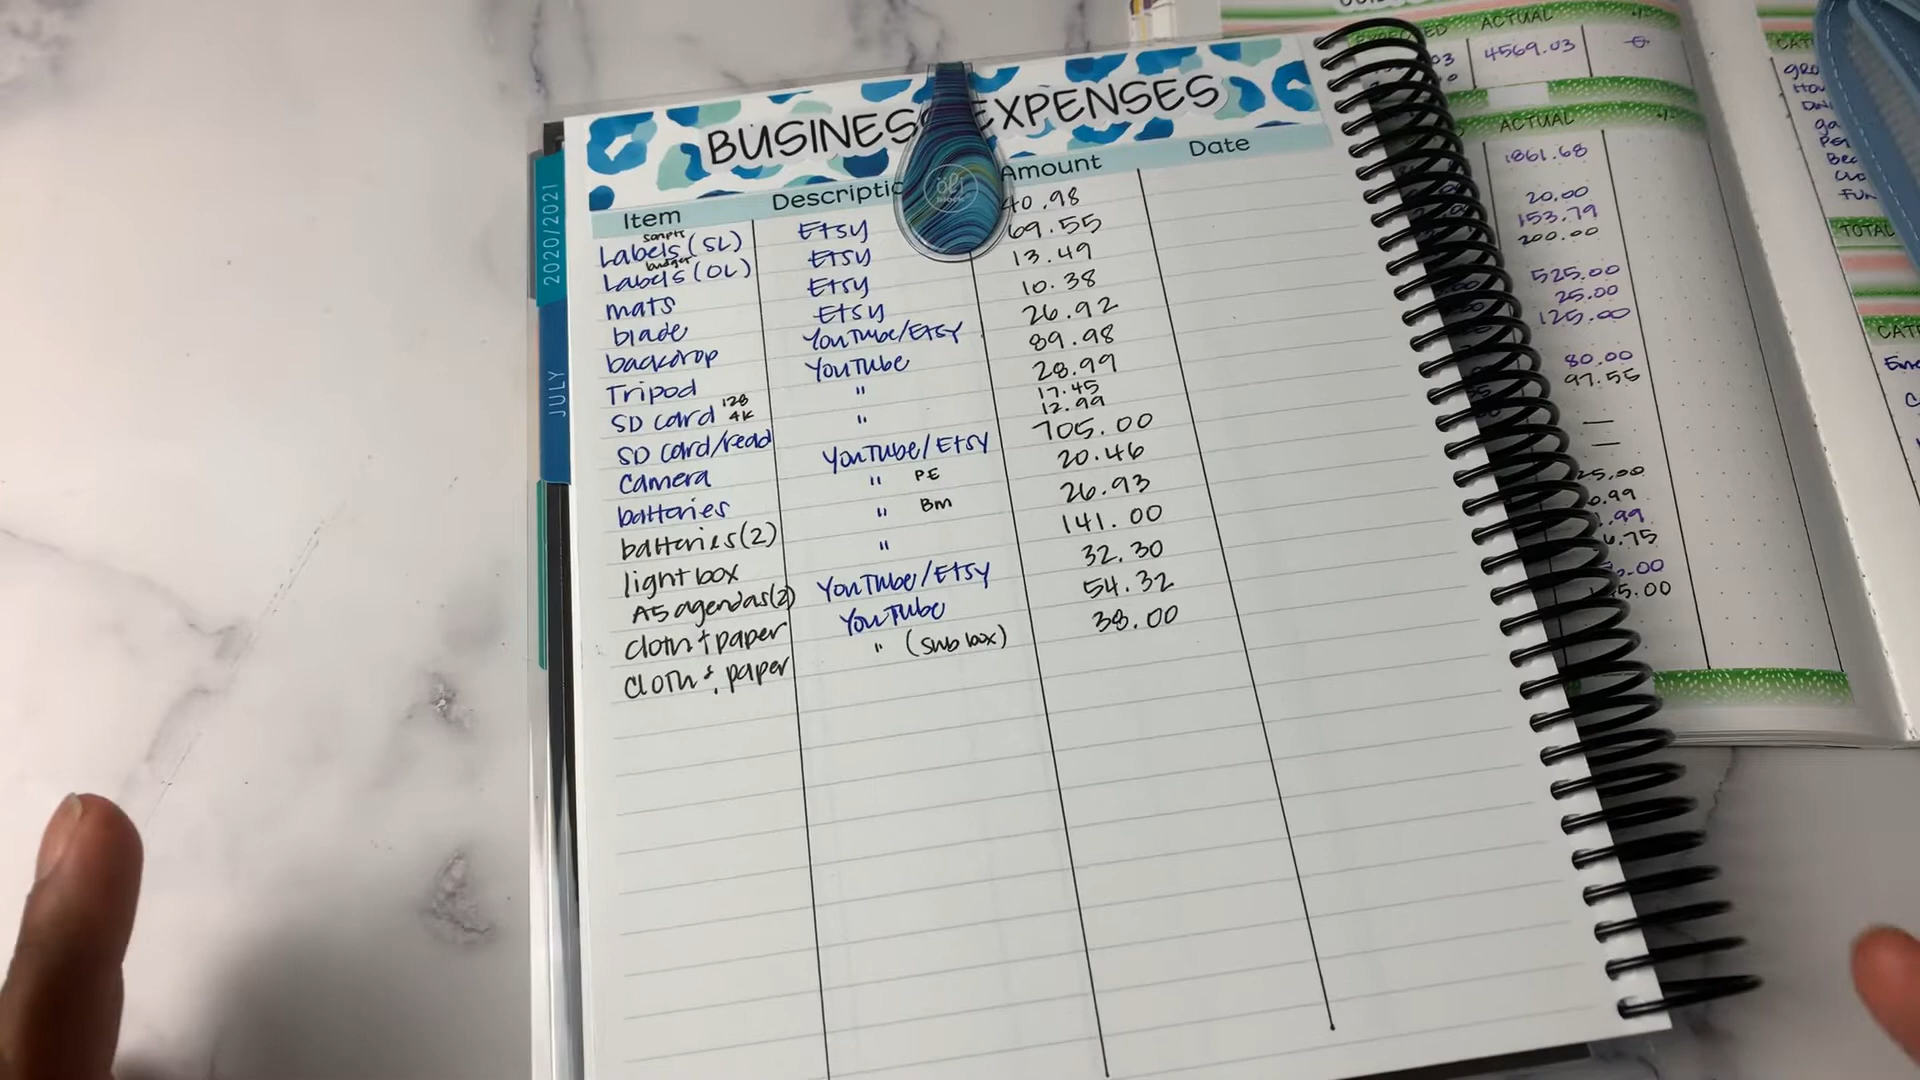 BUSINESS EXPENSES
Item Description Amount Date
Labels (SL) scripts Etsy 40.98
Labels (OL) budget Etsy 69.55
mats Etsy 13.49
blade Etsy 10.38
backdrop YouTube/Etsy 26.92
Tripod YouTube 89.98
SD card 128 4K " 28.99
SD card/read " 17.45 12.99
camera YouTube/Etsy 705.00
batteries " PE 20.46
batteries (2) " Bm 26.93
lightbox " 141.00
A5 agendas (2) YouTube/Etsy 32.30
cloth + paper YouTube 54.32
cloth & paper " (sub box) 38.00
2020/2021
JULY
ACTUAL
4569.03
ACTUAL
1861.68
20.00
153.79
200.00
525.00
25.00
125.00
80.00
97.55
TOTAL